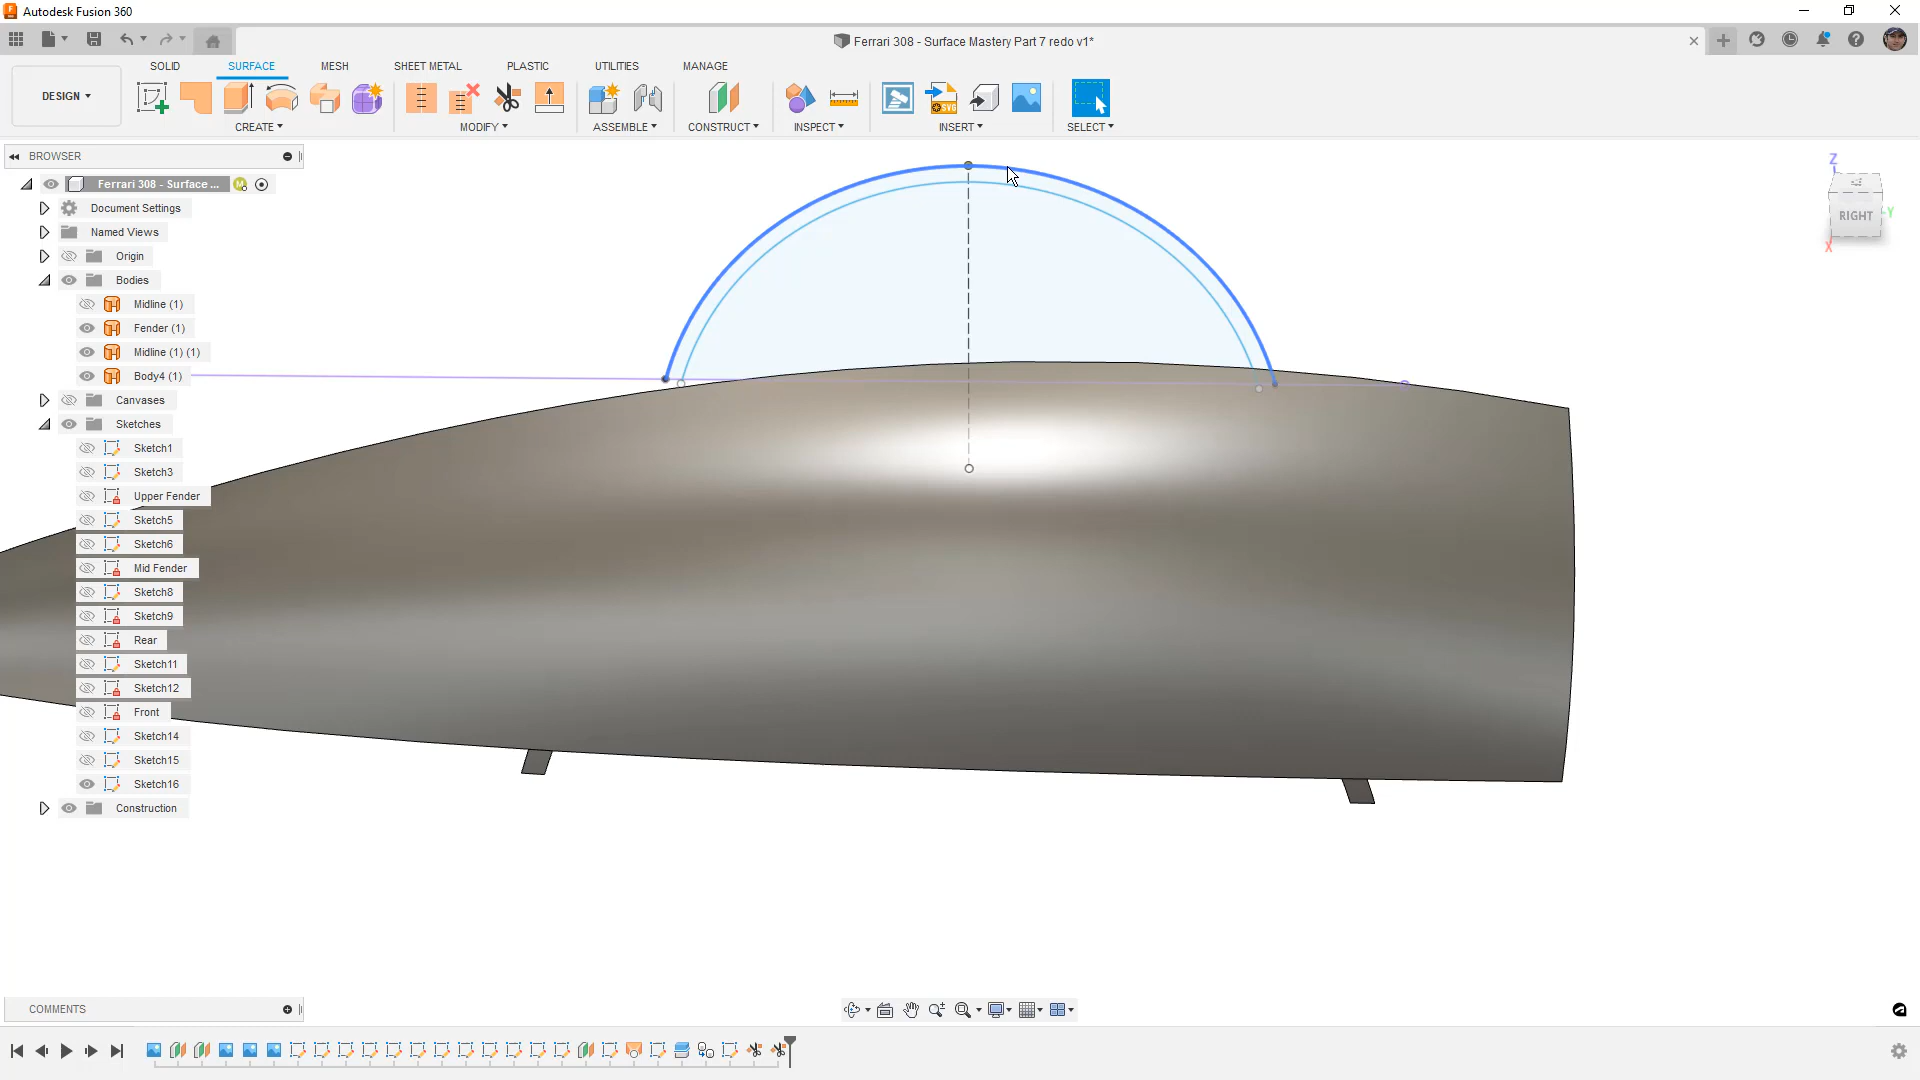 Autodesk Fusion 360
Ferrari 308 - Surface Mastery Part 7 redo v1*
DESIGN
SOLID
SURFACE
MESH
SHEET METAL
PLASTIC
UTILITIES
MANAGE
CREATE
MODIFY
ASSEMBLE
CONSTRUCT
INSPECT
INSERT
SELECT
SVG
BROWSER
Ferrari 308 - Surface ...
Document Settings
Named Views
Origin
Bodies
Midline (1)
Fender (1)
Midline (1) (1)
Body4 (1)
Canvases
Sketches
Sketch1
Sketch3
Upper Fender
Sketch5
Sketch6
Mid Fender
Sketch8
Sketch9
Rear
Sketch11
Sketch12
Front
Sketch14
Sketch15
Sketch16
Construction
Z
RIGHT
Y
X
COMMENTS